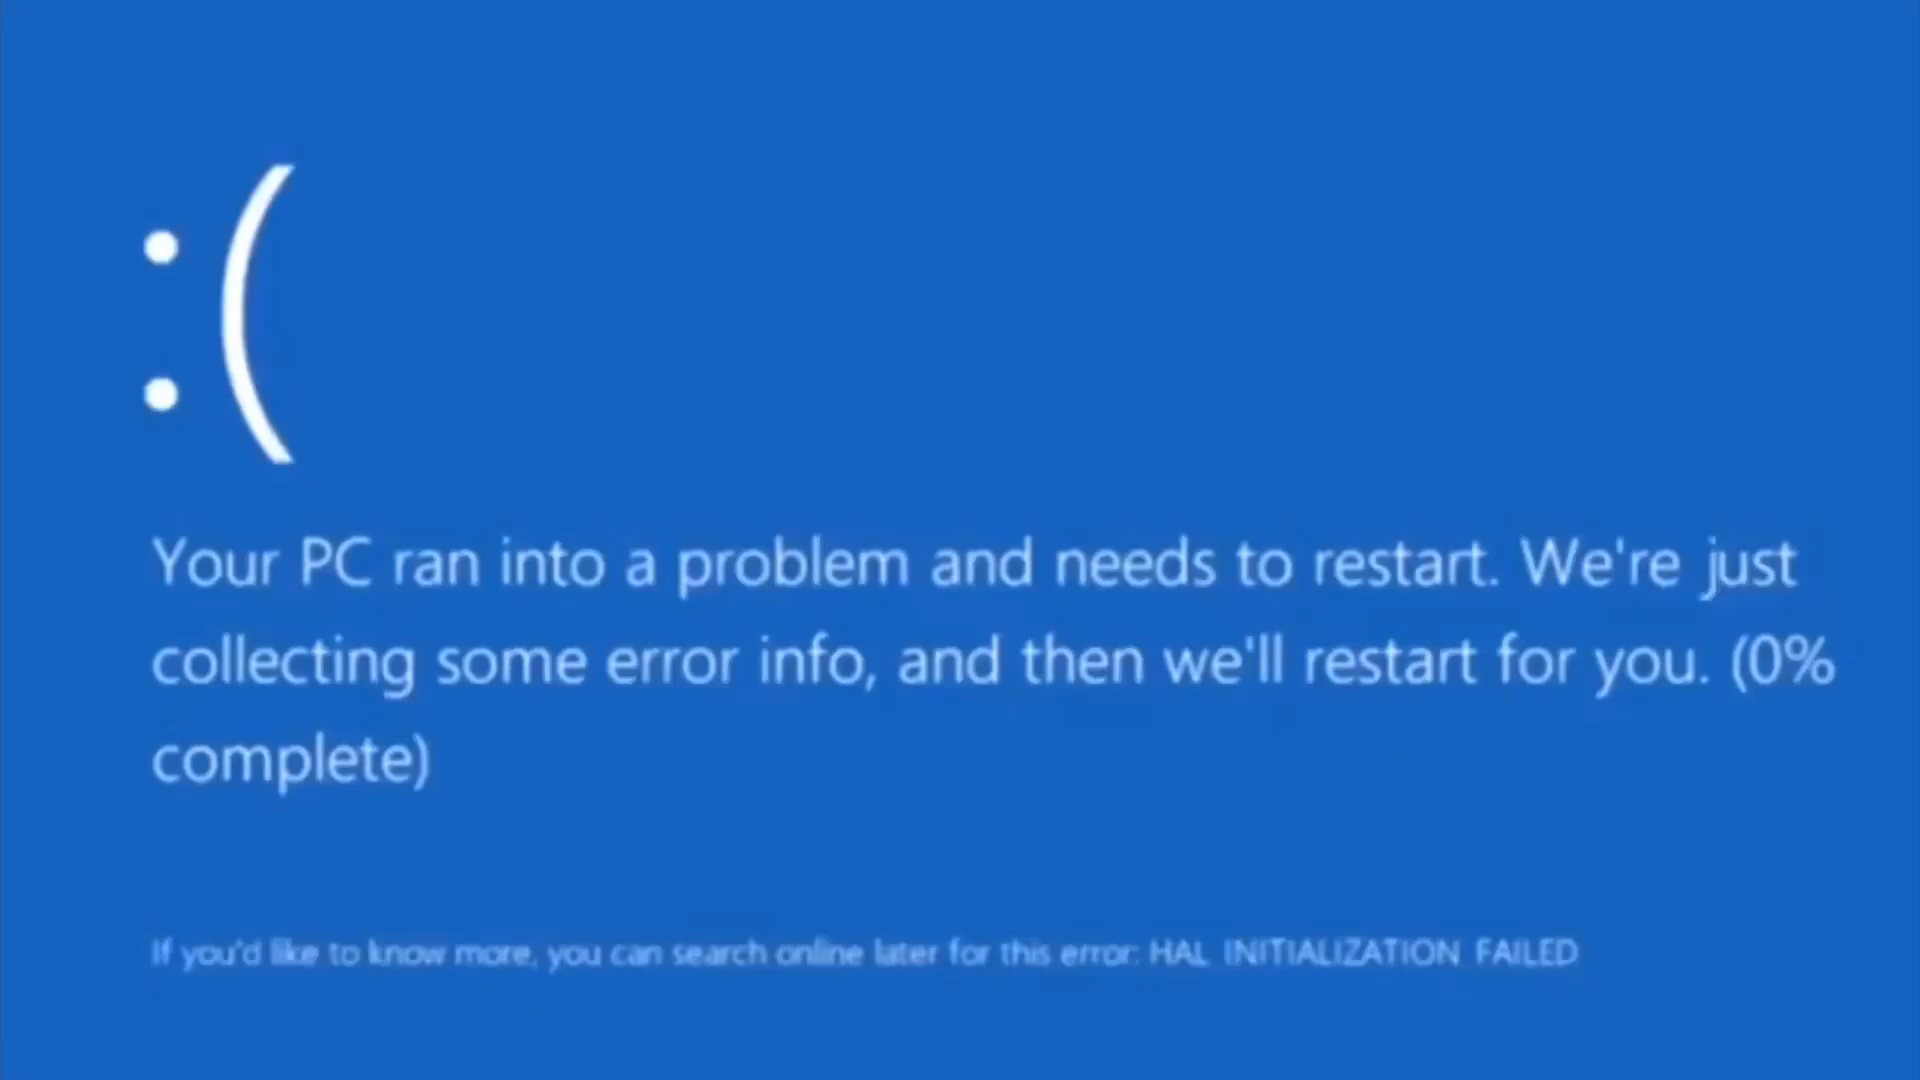 :(
Your PC ran into a problem and needs to restart. We're just
collecting some error info, and then we'll restart for you. (0%
complete)
If you'd like to know more, you can search online later for this error: HAL INITIALIZATION FAILED